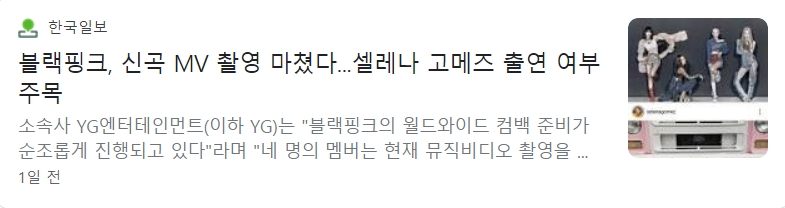 한국일보
블랙핑크, 신곡 MV 촬영 마쳤다...셀레나 고메즈 출연 여부
주목
소속사 YG엔터테인먼트(이하 YG)는 "블랙핑크의 월드와이드 컴백 준비가
순조롭게 진행되고 있다"라며 "네 명의 멤버는 현재 뮤직비디오 촬영을 ...
1일 전
selenagomez